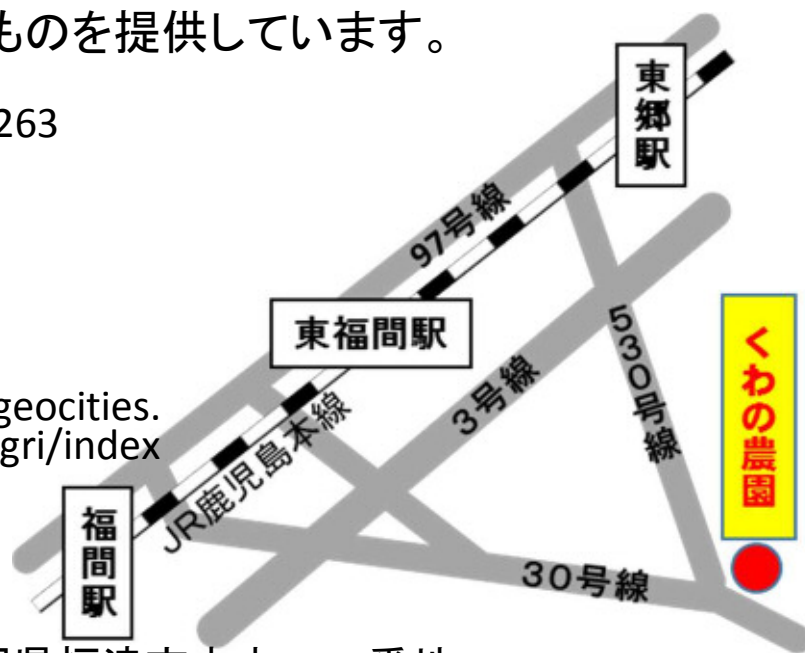 ものを提供しています。
263
東郷駅
97号線
東福間駅
530号線
3号線
くわの農園
geocities.
gri/index
JR鹿児島本線
福間駅
30号線